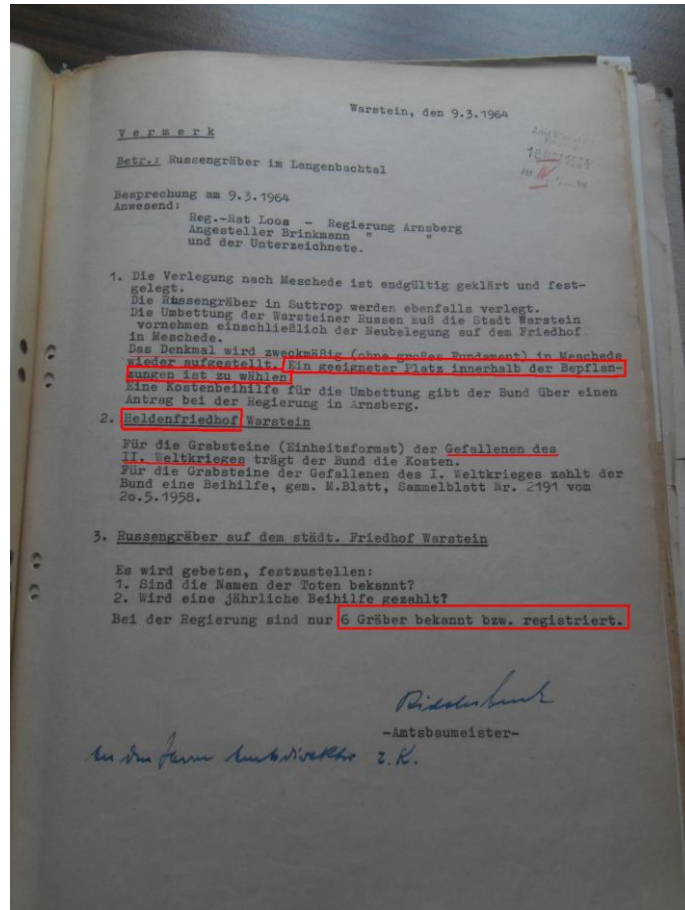 Warstein, den 9.3.1964
Vermerk
Betr.: Russengräber im Langenbachtal
Besprechung am 9.3.1964
Anwesend:
Reg.-Rat Loos - Regierung Arnsberg
Angesteller Brinkmann " "
und der Unterzeichnete.
1. Die Verlegung nach Meschede ist endgültig geklärt und fest-
gelegt.
Die Russengräber in Suttrop werden ebenfalls verlegt.
Die Umbettung der Warsteiner Russen muß die Stadt Warstein
vornehmen einschließlich der Neubelegung auf dem Friedhof
in Meschede.
Das Denkmal wird zweckmäßig (ohne großes Fundament) in Meschede
wieder aufgestellt. Ein geeigneter Platz innerhalb der Bepflan-
zungen ist zu wählen
Eine Kostenbeihilfe für die Umbettung gibt der Bund über einen
Antrag bei der Regierung in Arnsberg.
2. Heldenfriedhof Warstein
Für die Grabsteine (Einheitsformat) der Gefallenen des
II. Weltkrieges trägt der Bund die Kosten.
Für die Grabsteine der Gefallenen des I. Weltkrieges zahlt der
Bund eine Beihilfe, gem. M.Blatt, Sammelblatt Nr. 2191 vom
2o.5.1958.
3. Russengräber auf dem städt. Friedhof Warstein
Es wird gebeten, festzustellen:
1. Sind die Namen der Toten bekannt?
2. Wird eine jährliche Beihilfe gezahlt?
Bei der Regierung sind nur 6 Gräber bekannt bzw. registriert.
-Amtsbaumeister-
An den Herrn Amtsdirektor z.K.